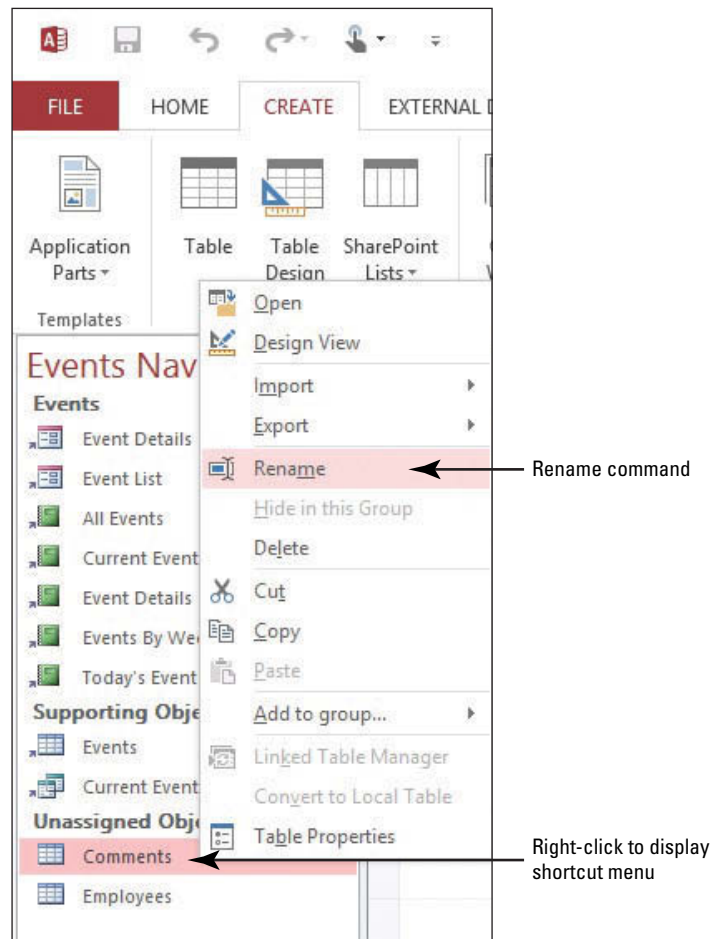 FILE HOME CREATE EXTERNAL
Application Parts
Table
Table Design
SharePoint Lists
Templates
Open
Design View
Import
Export
Rename
Hide in this Group
Delete
Cut
Copy
Paste
Add to group...
Linked Table Manager
Convert to Local Table
Table Properties
Events Nav
Events
Event Details
Event List
All Events
Current Event
Event Details
Events By We
Today's Event
Supporting Obje
Events
Current Event
Unassigned Obj
Comments
Employees
Rename command
Right-click to display
shortcut menu